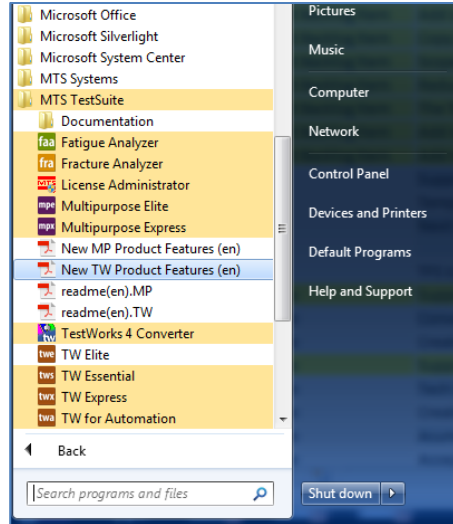 Microsoft Office
Microsoft Silverlight
Microsoft System Center
MTS Systems
MTS TestSuite
Documentation
faa Fatigue Analyzer
fra Fracture Analyzer
MTS License Administrator
mpe Multipurpose Elite
mpx Multipurpose Express
New MP Product Features (en)
New TW Product Features (en)
readme(en).MP
readme(en).TW
tw TestWorks 4 Converter
twe TW Elite
tws TW Essential
twx TW Express
twa TW for Automation
Back
Search programs and files
Pictures
Music
Computer
Network
Control Panel
Devices and Printers
Default Programs
Help and Support
Shut down